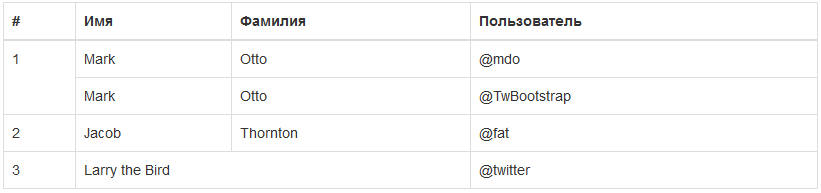 # Имя Фамилия Пользователь
1 Mark Otto @mdo
Mark Otto @TwBootstrap
2 Jacob Thornton @fat
3 Larry the Bird @twitter